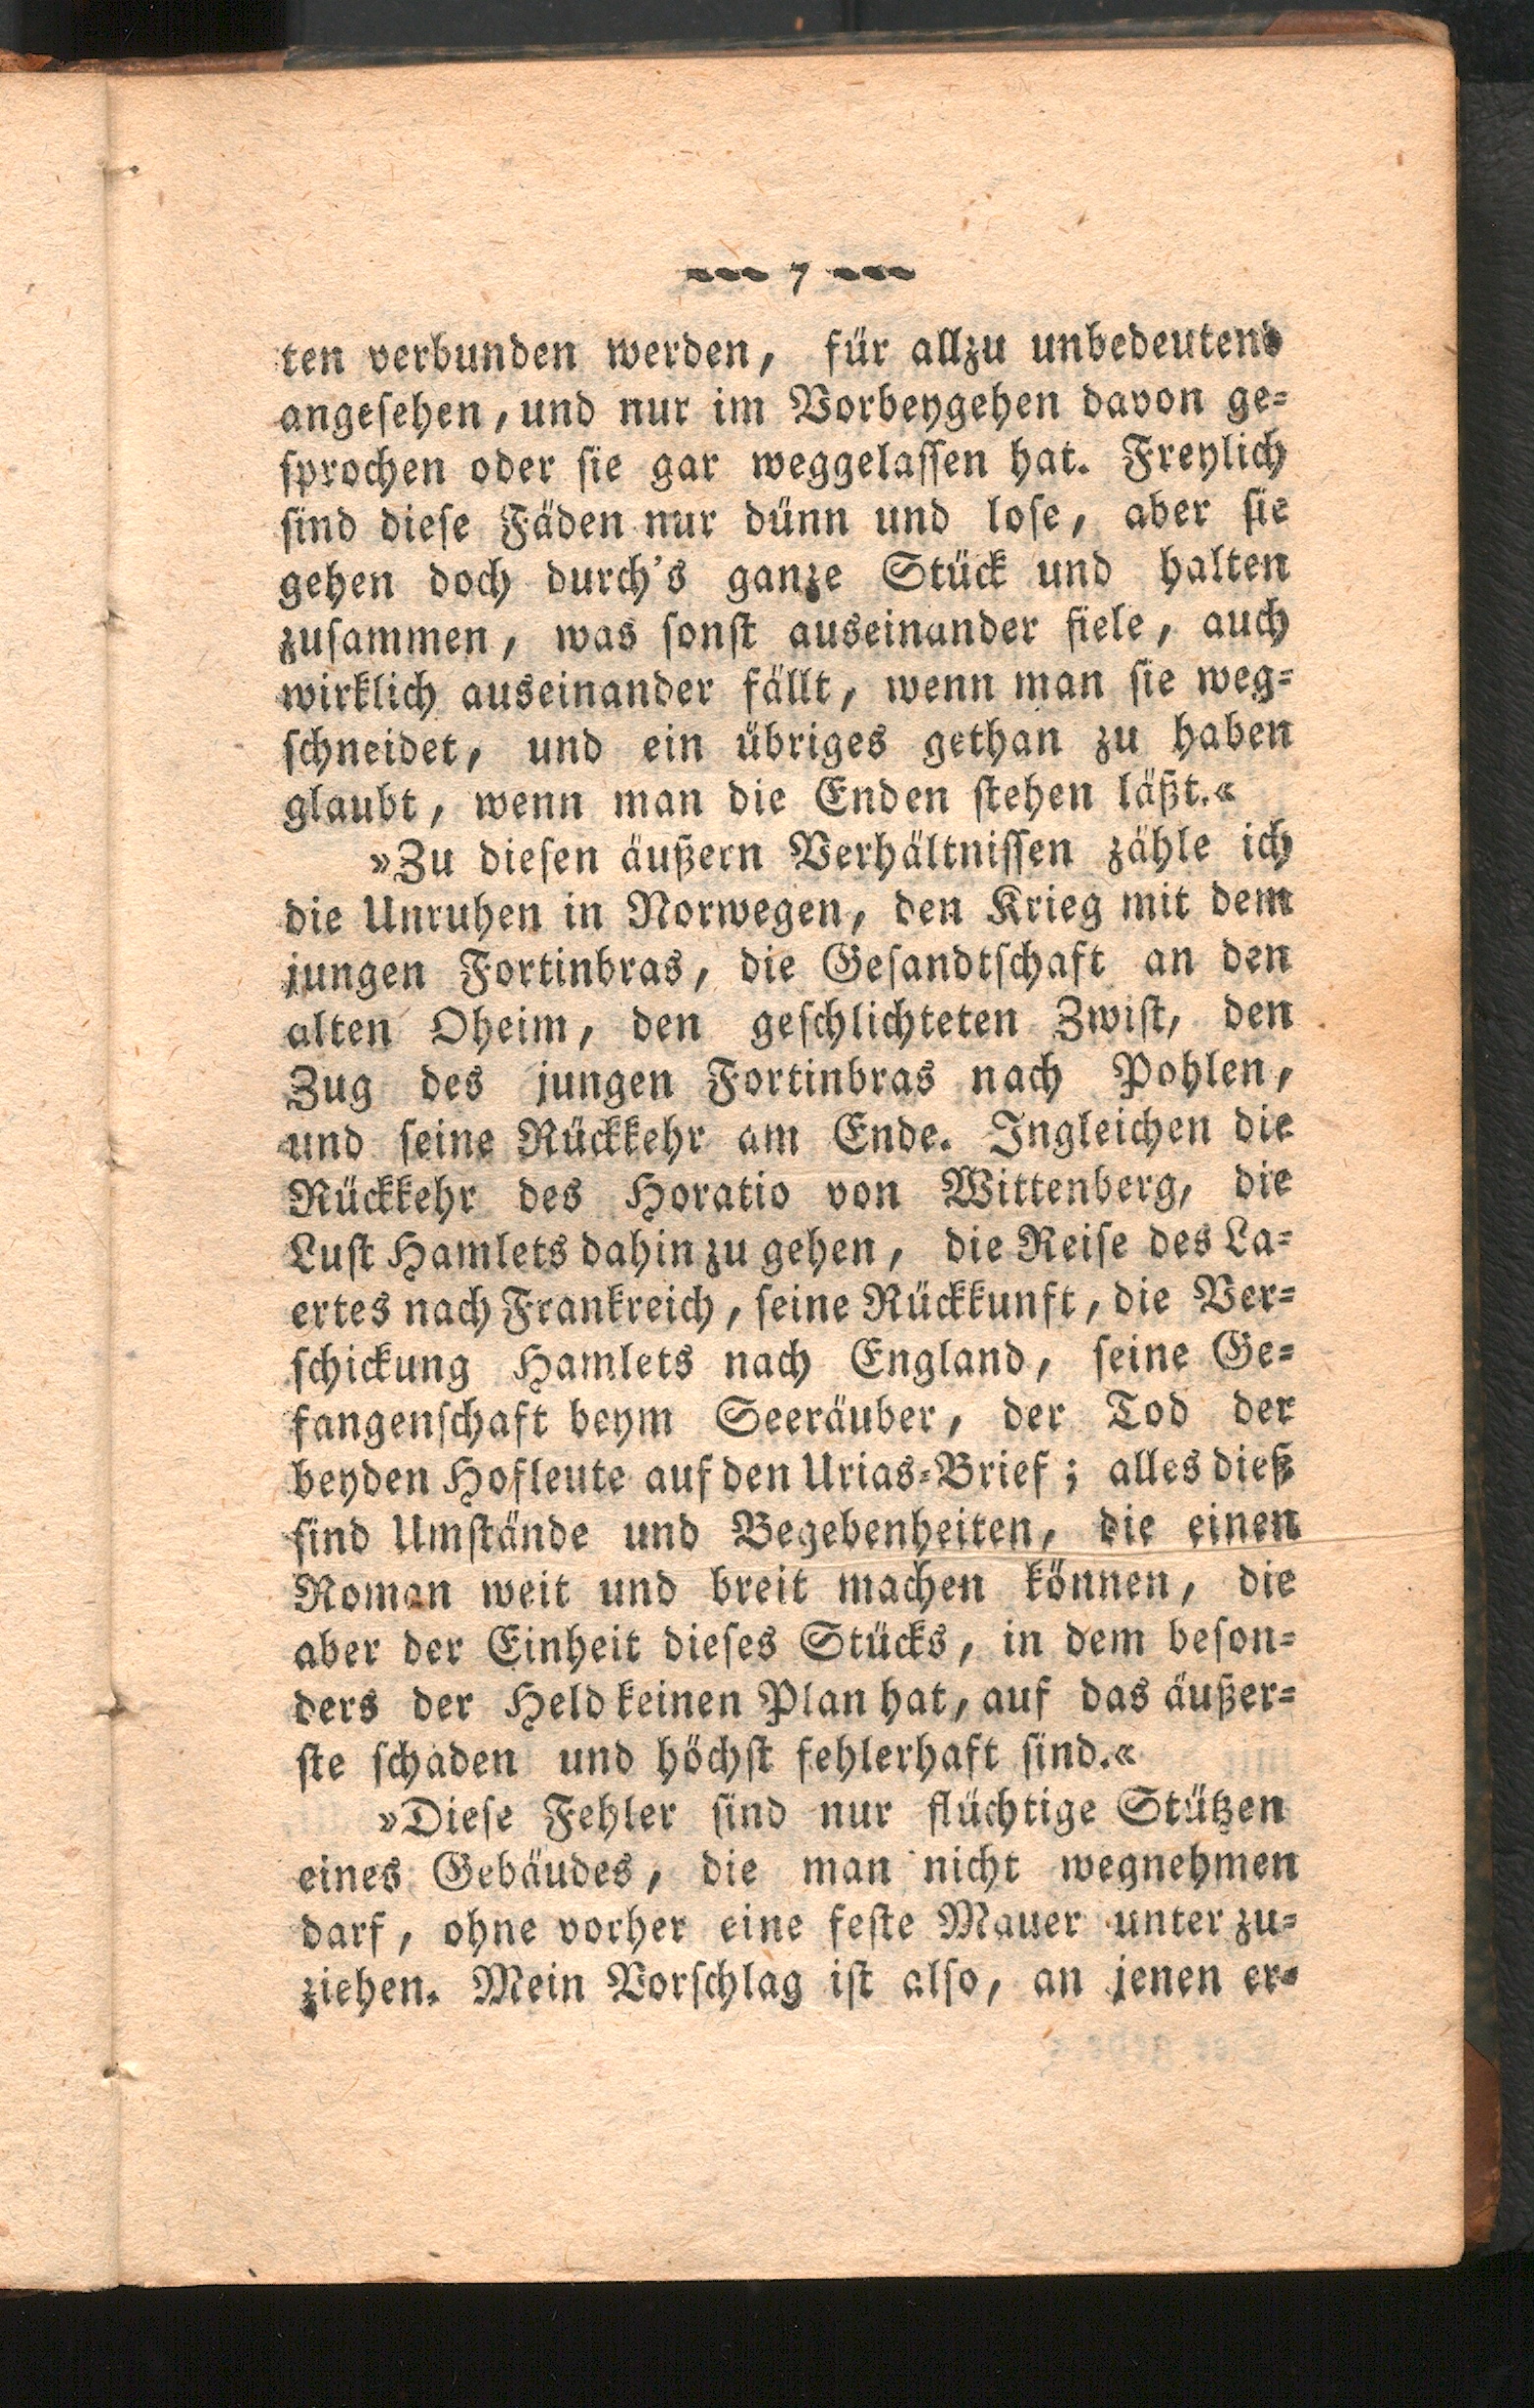 --- 7 ---
ten verbunden werden, für allzu unbedeutend
angesehen, und nur im Vorbeygehen davon ge=
sprochen oder sie gar weggelassen hat. Freylich
sind diese Fäden nur dünn und lose, aber sie
gehen doch durch's ganze Stück und halten
zusammen, was sonst auseinander fiele, auch
wirklich auseinander fällt, wenn man sie weg=
schneidet, und ein übriges gethan zu haben
glaubt, wenn man die Enden stehen läßt.«
»Zu diesen äußern Verhältnissen zähle ich
die Unruhen in Norwegen, den Krieg mit dem
jungen Fortinbras, die Gesandtschaft an den
alten Oheim, den geschlichteten Zwist, den
Zug des jungen Fortinbras nach Pohlen,
und seine Rückkehr am Ende. Ingleichen die
Rückkehr des Horatio von Wittenberg, die
Lust Hamlets dahin zu gehen, die Reise des La=
ertes nach Frankreich, seine Rückkunft, die Ver=
schickung Hamlets nach England, seine Ge=
fangenschaft beym Seeräuber, der Tod der
beyden Hofleute auf den Urias=Brief; alles dieß
sind Umstände und Begebenheiten, die einen
Roman weit und breit machen können, die
aber der Einheit dieses Stücks, in dem beson=
ders der Held keinen Plan hat, auf das äußer=
ste schaden und höchst fehlerhaft sind.«
»Diese Fehler sind nur flüchtige Stützen
eines Gebäudes, die man nicht wegnehmen
darf, ohne vorher eine feste Mauer unter zu=
ziehen. Mein Vorschlag ist also, an jenen er=